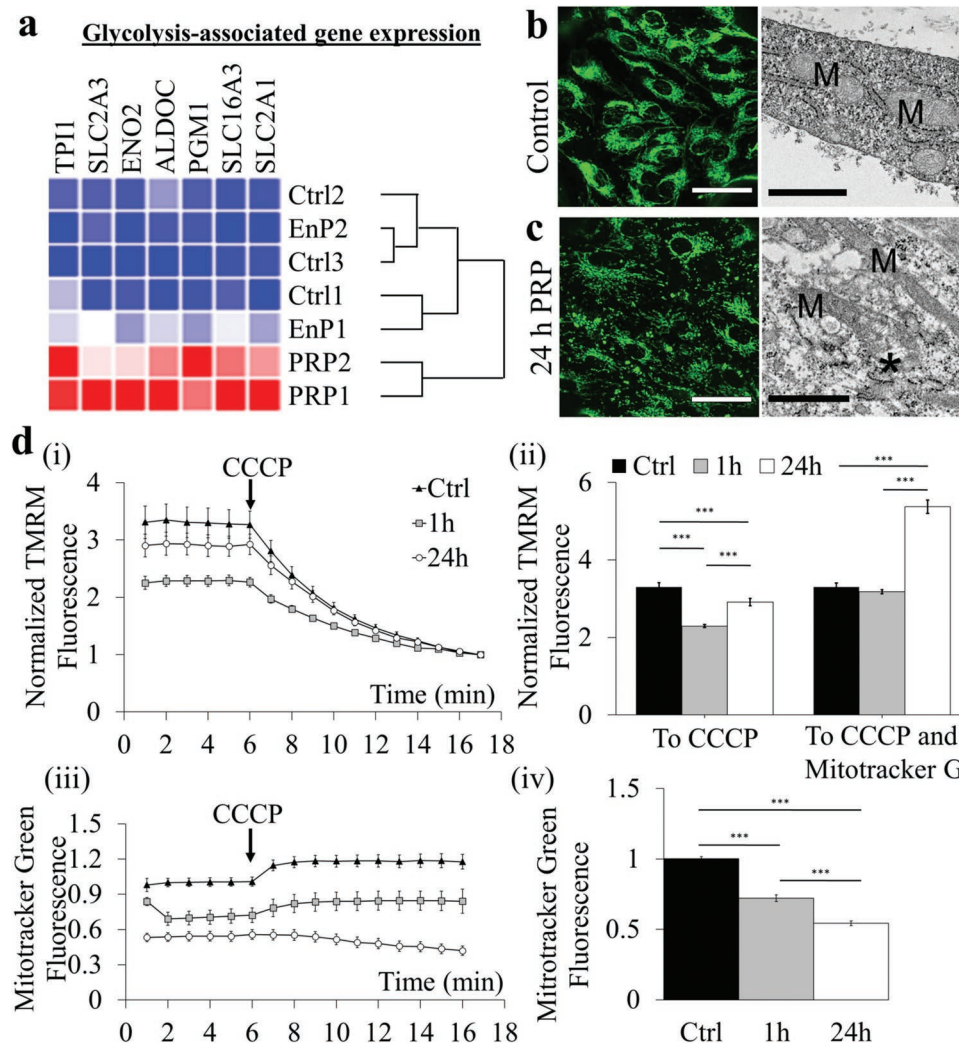 a
Glycolysis-associated gene expression
TPI1
SLC2A3
ENO2
ALDOC
PGM1
SLC16A3
SLC2A1
Ctrl2
EnP2
Ctrl3
Ctrl1
EnP1
PRP2
PRP1
b
Control
M
M
c
24 h PRP
M
M
*
d
(i)
CCCP
Ctrl
1h
24h
Normalized TMRM
Fluorescence
4
3
2
1
0
Time (min)
0 2 4 6 8 10 12 14 16 18
(ii)
Ctrl 1h 24h
Normalized TMRM
Fluorescence
6
4
2
0
***
***
***
***
***
To CCCP
To CCCP and
Mitotracker G
(iii)
CCCP
Mitotracker Green
Fluorescence
1.5
1.2
0.9
0.6
0.3
0
Time (min)
0 2 4 6 8 10 12 14 16 18
(iv)
Mitrotracker Green
Fluorescence
1.5
1
0.5
0
***
***
***
Ctrl 1h 24h